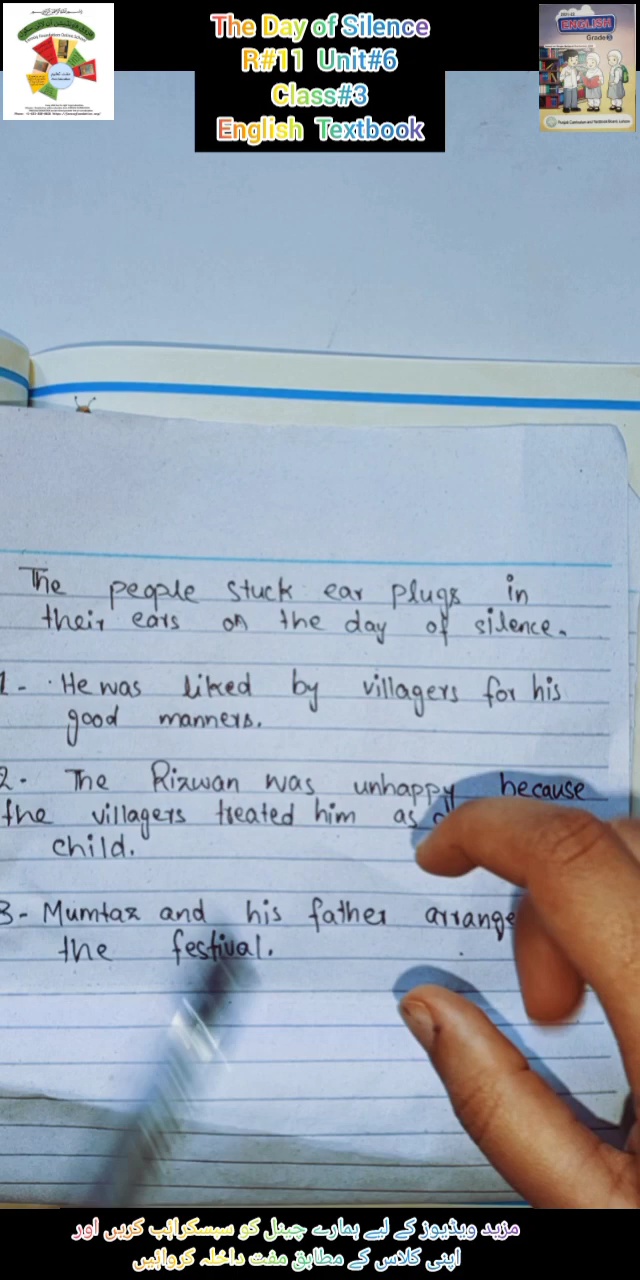 The Day of Silence
R#11 Unit#6
Class#3
English Textbook
ENGLISH
Grade 3
The people stuck ear plugs in
their ears on the day of silence.
1- He was liked by villagers for his
good manners.
2. The Rizwan was unhappy because
the villagers treated him as
child.
3- Mumtaz and his father arrange
the festival.
مزید ویڈیوز کے لیے ہمارے چینل کو سبسکرائب کریں اور
اپنی کلاس کے مطابق مفت داخلہ کروائیں